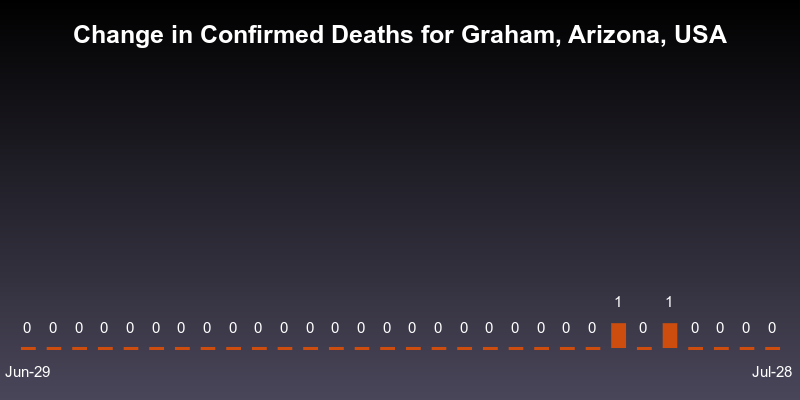 Change in Confirmed Deaths for Graham, Arizona, USA
1 1
0 0 0 0 0 0 0 0 0 0 0 0 0 0 0 0 0 0 0 0 0 0 0 0 0 0 0 0
Jun-29 Jul-28